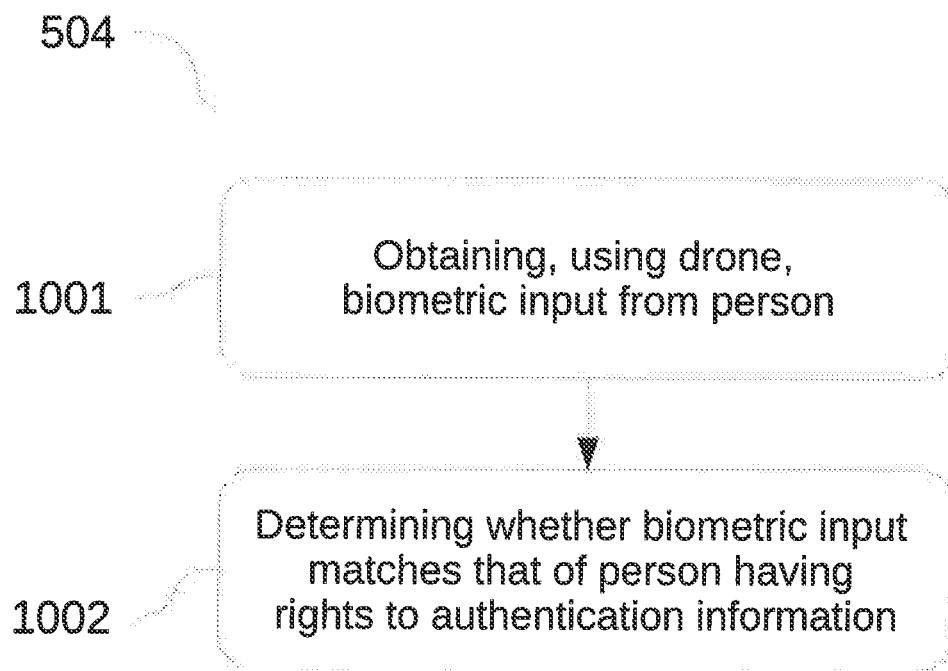 504
1001
Obtaining, using drone,
biometric input from person
1002
Determining whether biometric input
matches that of person having
rights to authentication information